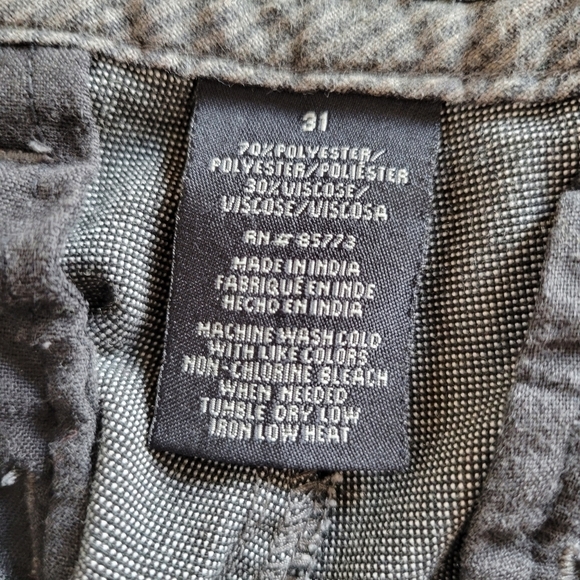 31
70%POLYESTER/
POLYESTER/POLIESTER
30%VISCOSE/
VISCOSE/VISCOSA
RN # 85773
MADE IN INDIA
FABRIQUÉ EN INDE
HECHO EN INDIA
MACHINE WASH COLD
WITH LIKE COLORS
NON-CHLORINE BLEACH
WHEN NEEDED
TUMBLE DRY LOW
IRON LOW HEAT